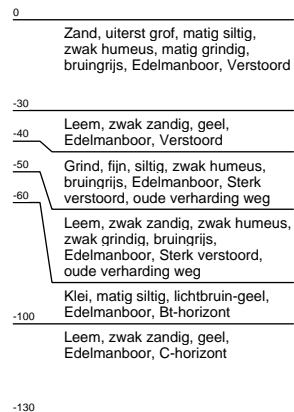 0
Zand, uiterst grof, matig siltig,
zwak humeus, matig grindig,
bruingrijs, Edelmanboor, Verstoord
-30
Leem, zwak zandig, geel,
Edelmanboor, Verstoord
-40
Grind, fijn, siltig, zwak humeus,
bruingrijs, Edelmanboor, Sterk
verstoord, oude verharding weg
-50
Leem, zwak zandig, zwak humeus,
zwak grindig, bruingrijs,
Edelmanboor, Sterk verstoord,
oude verharding weg
-60
Klei, matig siltig, lichtbruin-geel,
Edelmanboor, Bt-horizont
-100
Leem, zwak zandig, geel,
Edelmanboor, C-horizont
-130